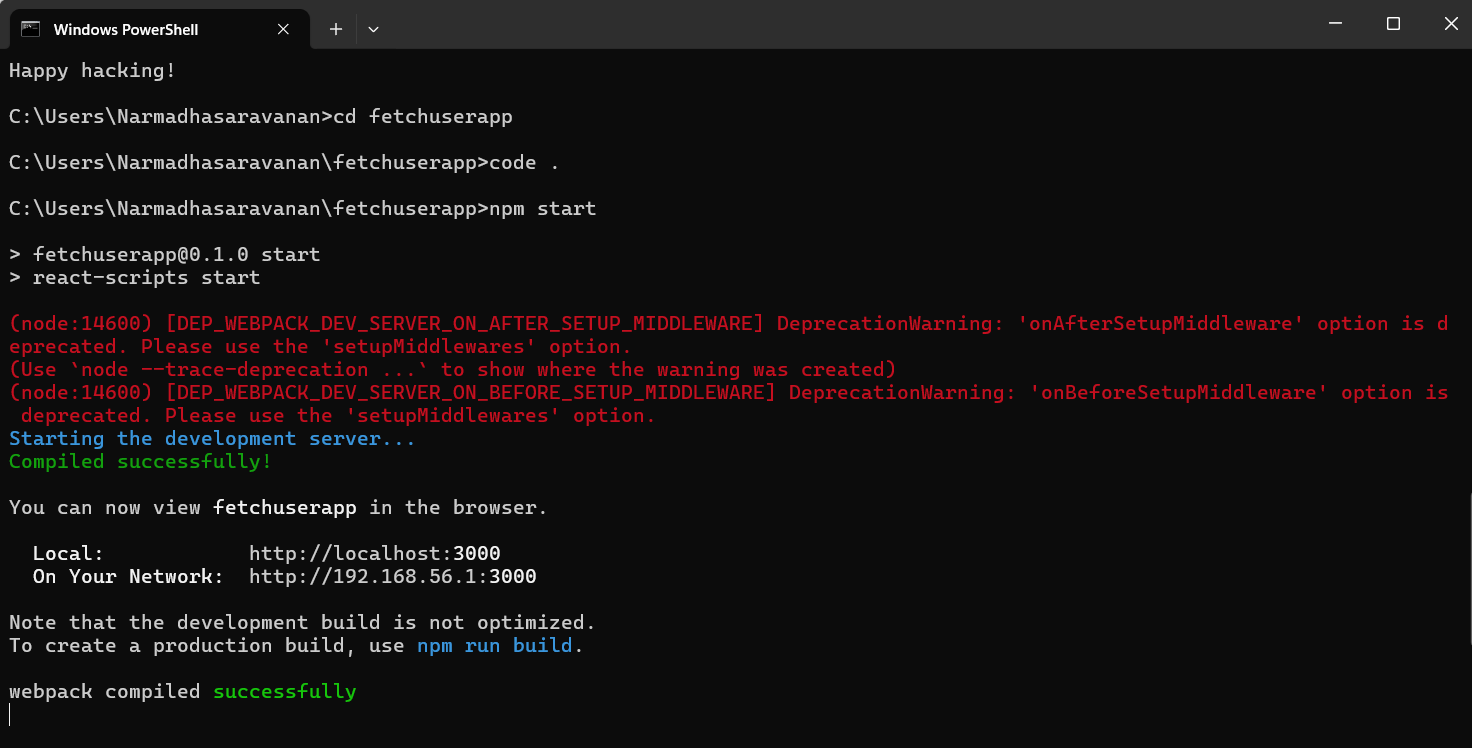 Windows PowerShell
Happy hacking!
C:\Users\Narmadhasaravanan>cd fetchuserapp
C:\Users\Narmadhasaravanan\fetchuserapp>code .
C:\Users\Narmadhasaravanan\fetchuserapp>npm start
> fetchuserapp@0.1.0 start
> react-scripts start
(node:14600) [DEP_WEBPACK_DEV_SERVER_ON_AFTER_SETUP_MIDDLEWARE] DeprecationWarning: 'onAfterSetupMiddleware' option is d
eprecated. Please use the 'setupMiddlewares' option.
(Use `node --trace-deprecation ...` to show where the warning was created)
(node:14600) [DEP_WEBPACK_DEV_SERVER_ON_BEFORE_SETUP_MIDDLEWARE] DeprecationWarning: 'onBeforeSetupMiddleware' option is
 deprecated. Please use the 'setupMiddlewares' option.
Starting the development server...
Compiled successfully!
You can now view fetchuserapp in the browser.
Local: http://localhost:3000
On Your Network: http://192.168.56.1:3000
Note that the development build is not optimized.
To create a production build, use npm run build.
webpack compiled successfully